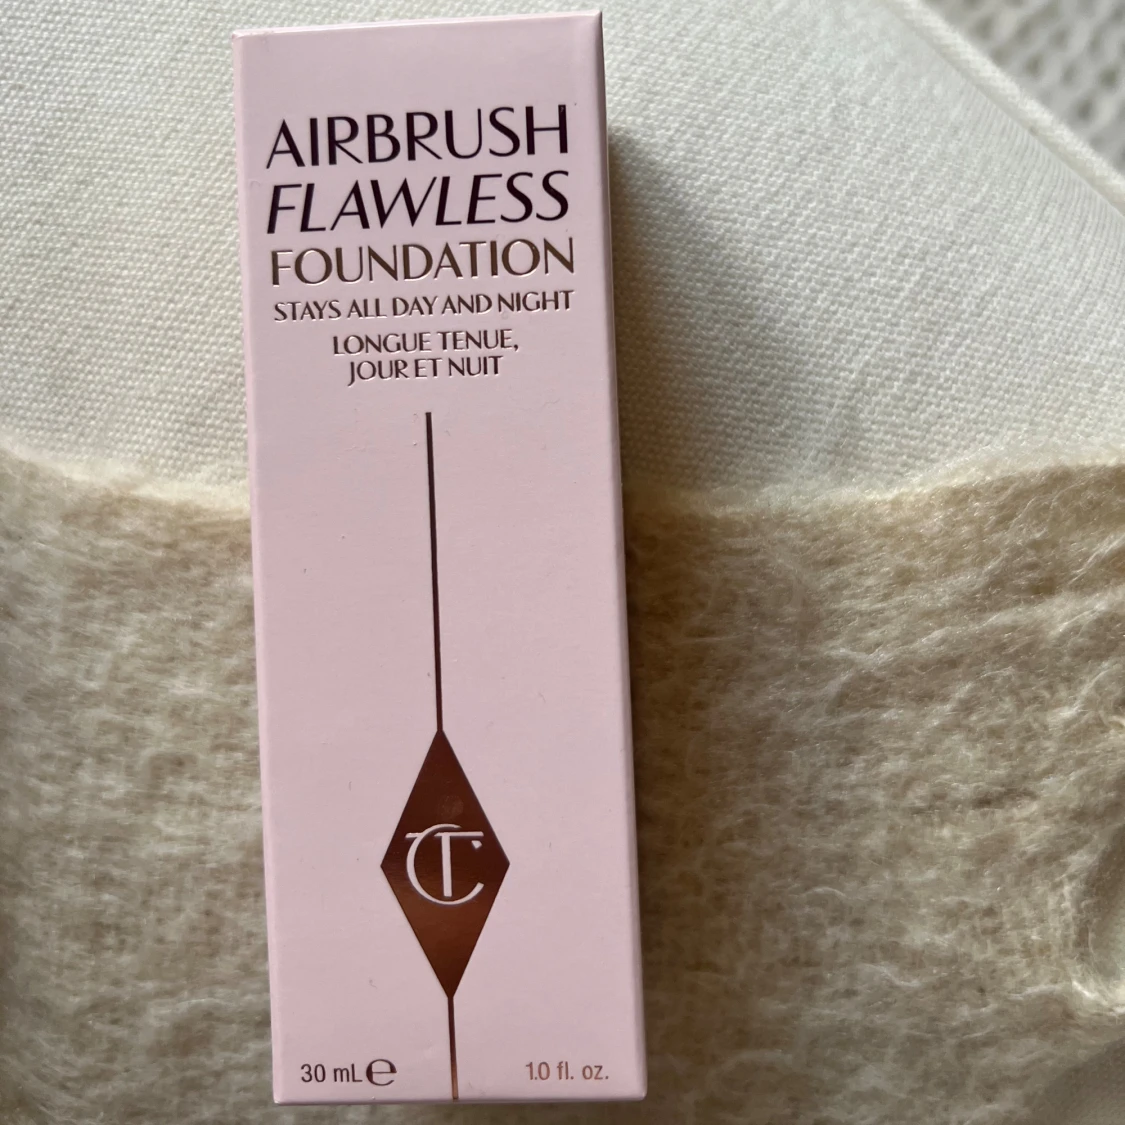 AIRBRUSH
FLAWLESS
FOUNDATION
STAYS ALL DAY AND NIGHT
LONGUE TENUE,
JOUR ET NUIT
CT
30 mL ℮
1.0 fl. oz.